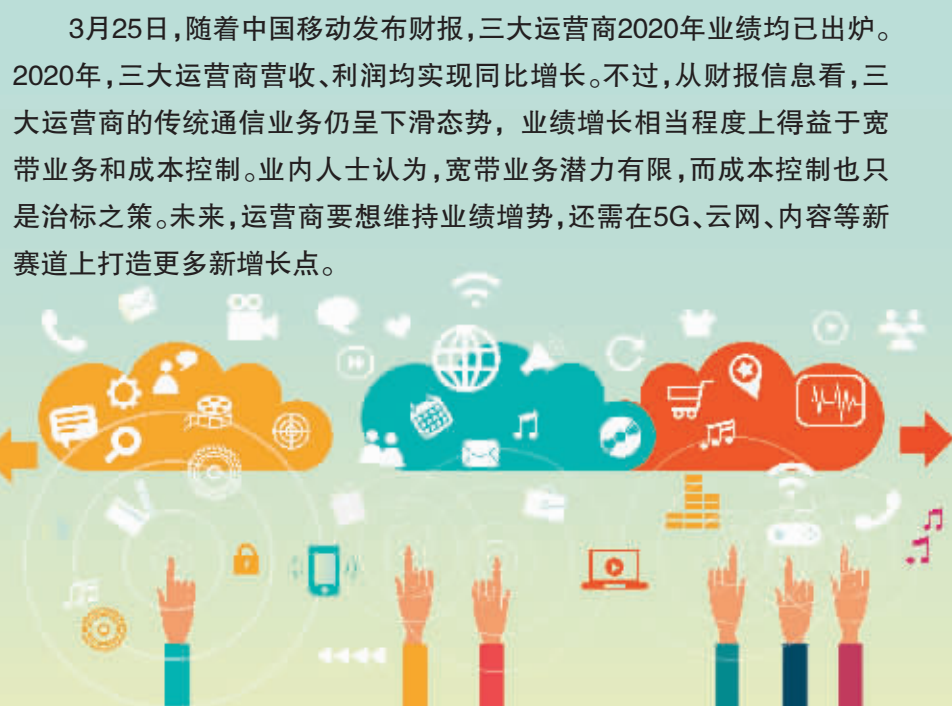 3月25日,随着中国移动发布财报,三大运营商2020年业绩均已出炉。
2020年,三大运营商营收、利润均实现同比增长。不过,从财报信息看,三
大运营商的传统通信业务仍呈下滑态势，业绩增长相当程度上得益于宽
带业务和成本控制。业内人士认为,宽带业务潜力有限,而成本控制也只
是治标之策。未来,运营商要想维持业绩增势,还需在5G、云网、内容等新
赛道上打造更多新增长点。